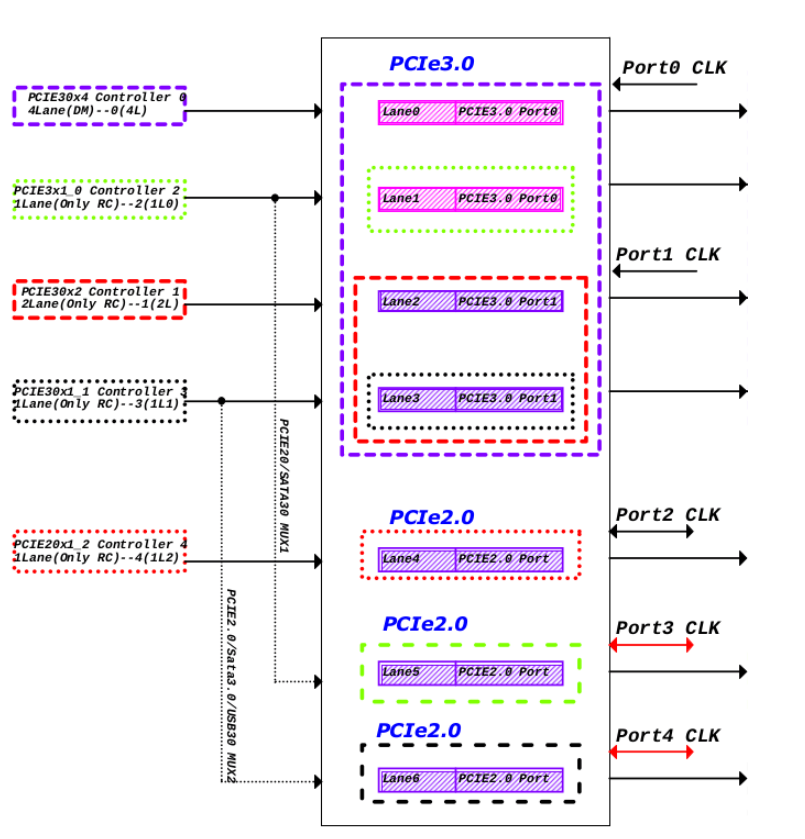 PCIe3.0
Port0 CLK
PCIE30x4 Controller 0
4Lane(DM)--0(4L)
Lane0 PCIE3.0 Port0
PCIE3x1_0 Controller 2
1Lane(Only RC)--2(1L0)
Lane1 PCIE3.0 Port0
Port1 CLK
PCIE30x2 Controller 1
2Lane(Only RC)--1(2L)
Lane2 PCIE3.0 Port1
PCIE30x1_1 Controller 3
1Lane(Only RC)--3(1L1)
Lane3 PCIE3.0 Port1
PCIE20/SATA30 MUX1
PCIe2.0
Port2 CLK
PCIE20x1_2 Controller 4
1Lane(Only RC)--4(1L2)
Lane4 PCIE2.0 Port
PCIE2.0/Sata3.0/USB30 MUX2
PCIe2.0
Port3 CLK
Lane5 PCIE2.0 Port
PCIe2.0
Port4 CLK
Lane6 PCIE2.0 Port